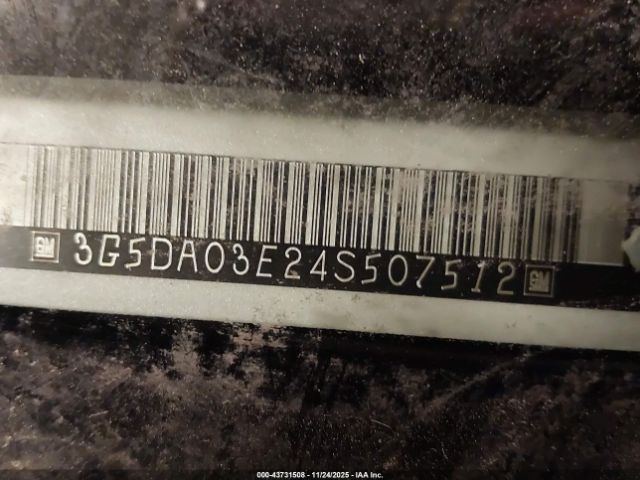 GM 3G5DA03E24S507512 GM
000-43731508 - 11/24/2025 - IAA Inc.